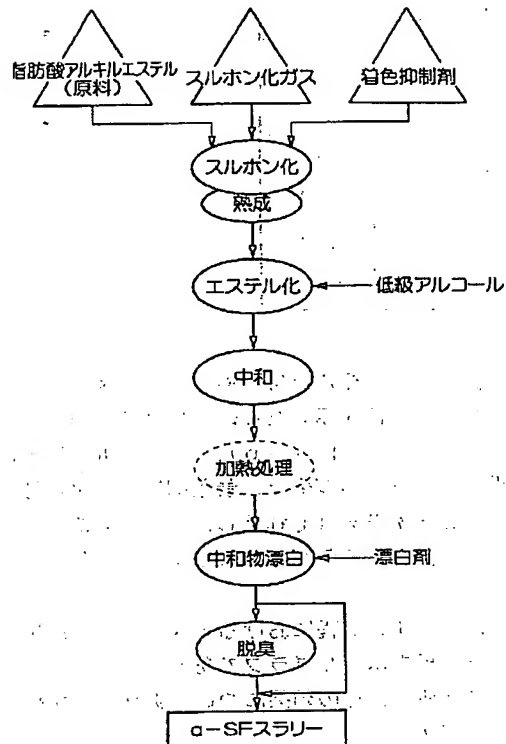 脂肪酸アルキルエステル
(原料)
スルホン化ガス
着色抑制剤
スルホン化
熟成
エステル化
低級アルコール
中和
加熱処理
中和物漂白
漂白剤
脱臭
α-SFスラリー